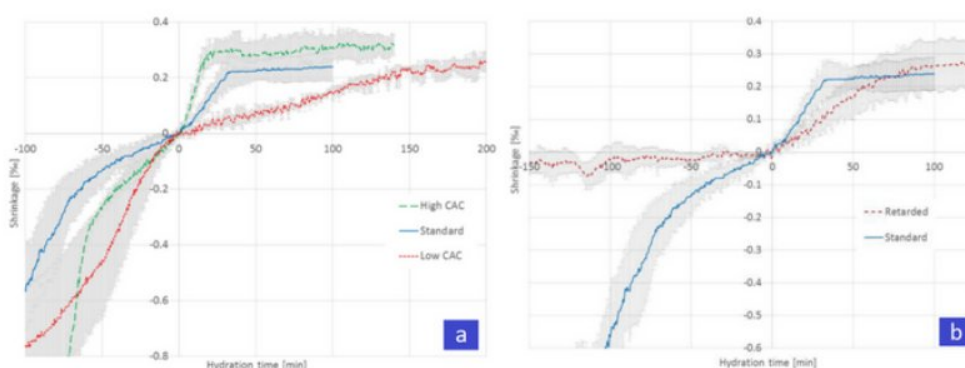 0.4
0.2
0
-0.2
-0.4
-0.6
-0.8
-100
-50
0
50
100
150
200
Shrinkage [‰]
Hydration time [min]
High CAC
Standard
Low CAC
a
0.4
0.3
0.2
0.1
0
-0.1
-0.2
-0.3
-0.4
-0.5
-0.6
-150
-100
-50
0
50
100
Shrinkage [‰]
Hydration time [min]
Retarded
Standard
b